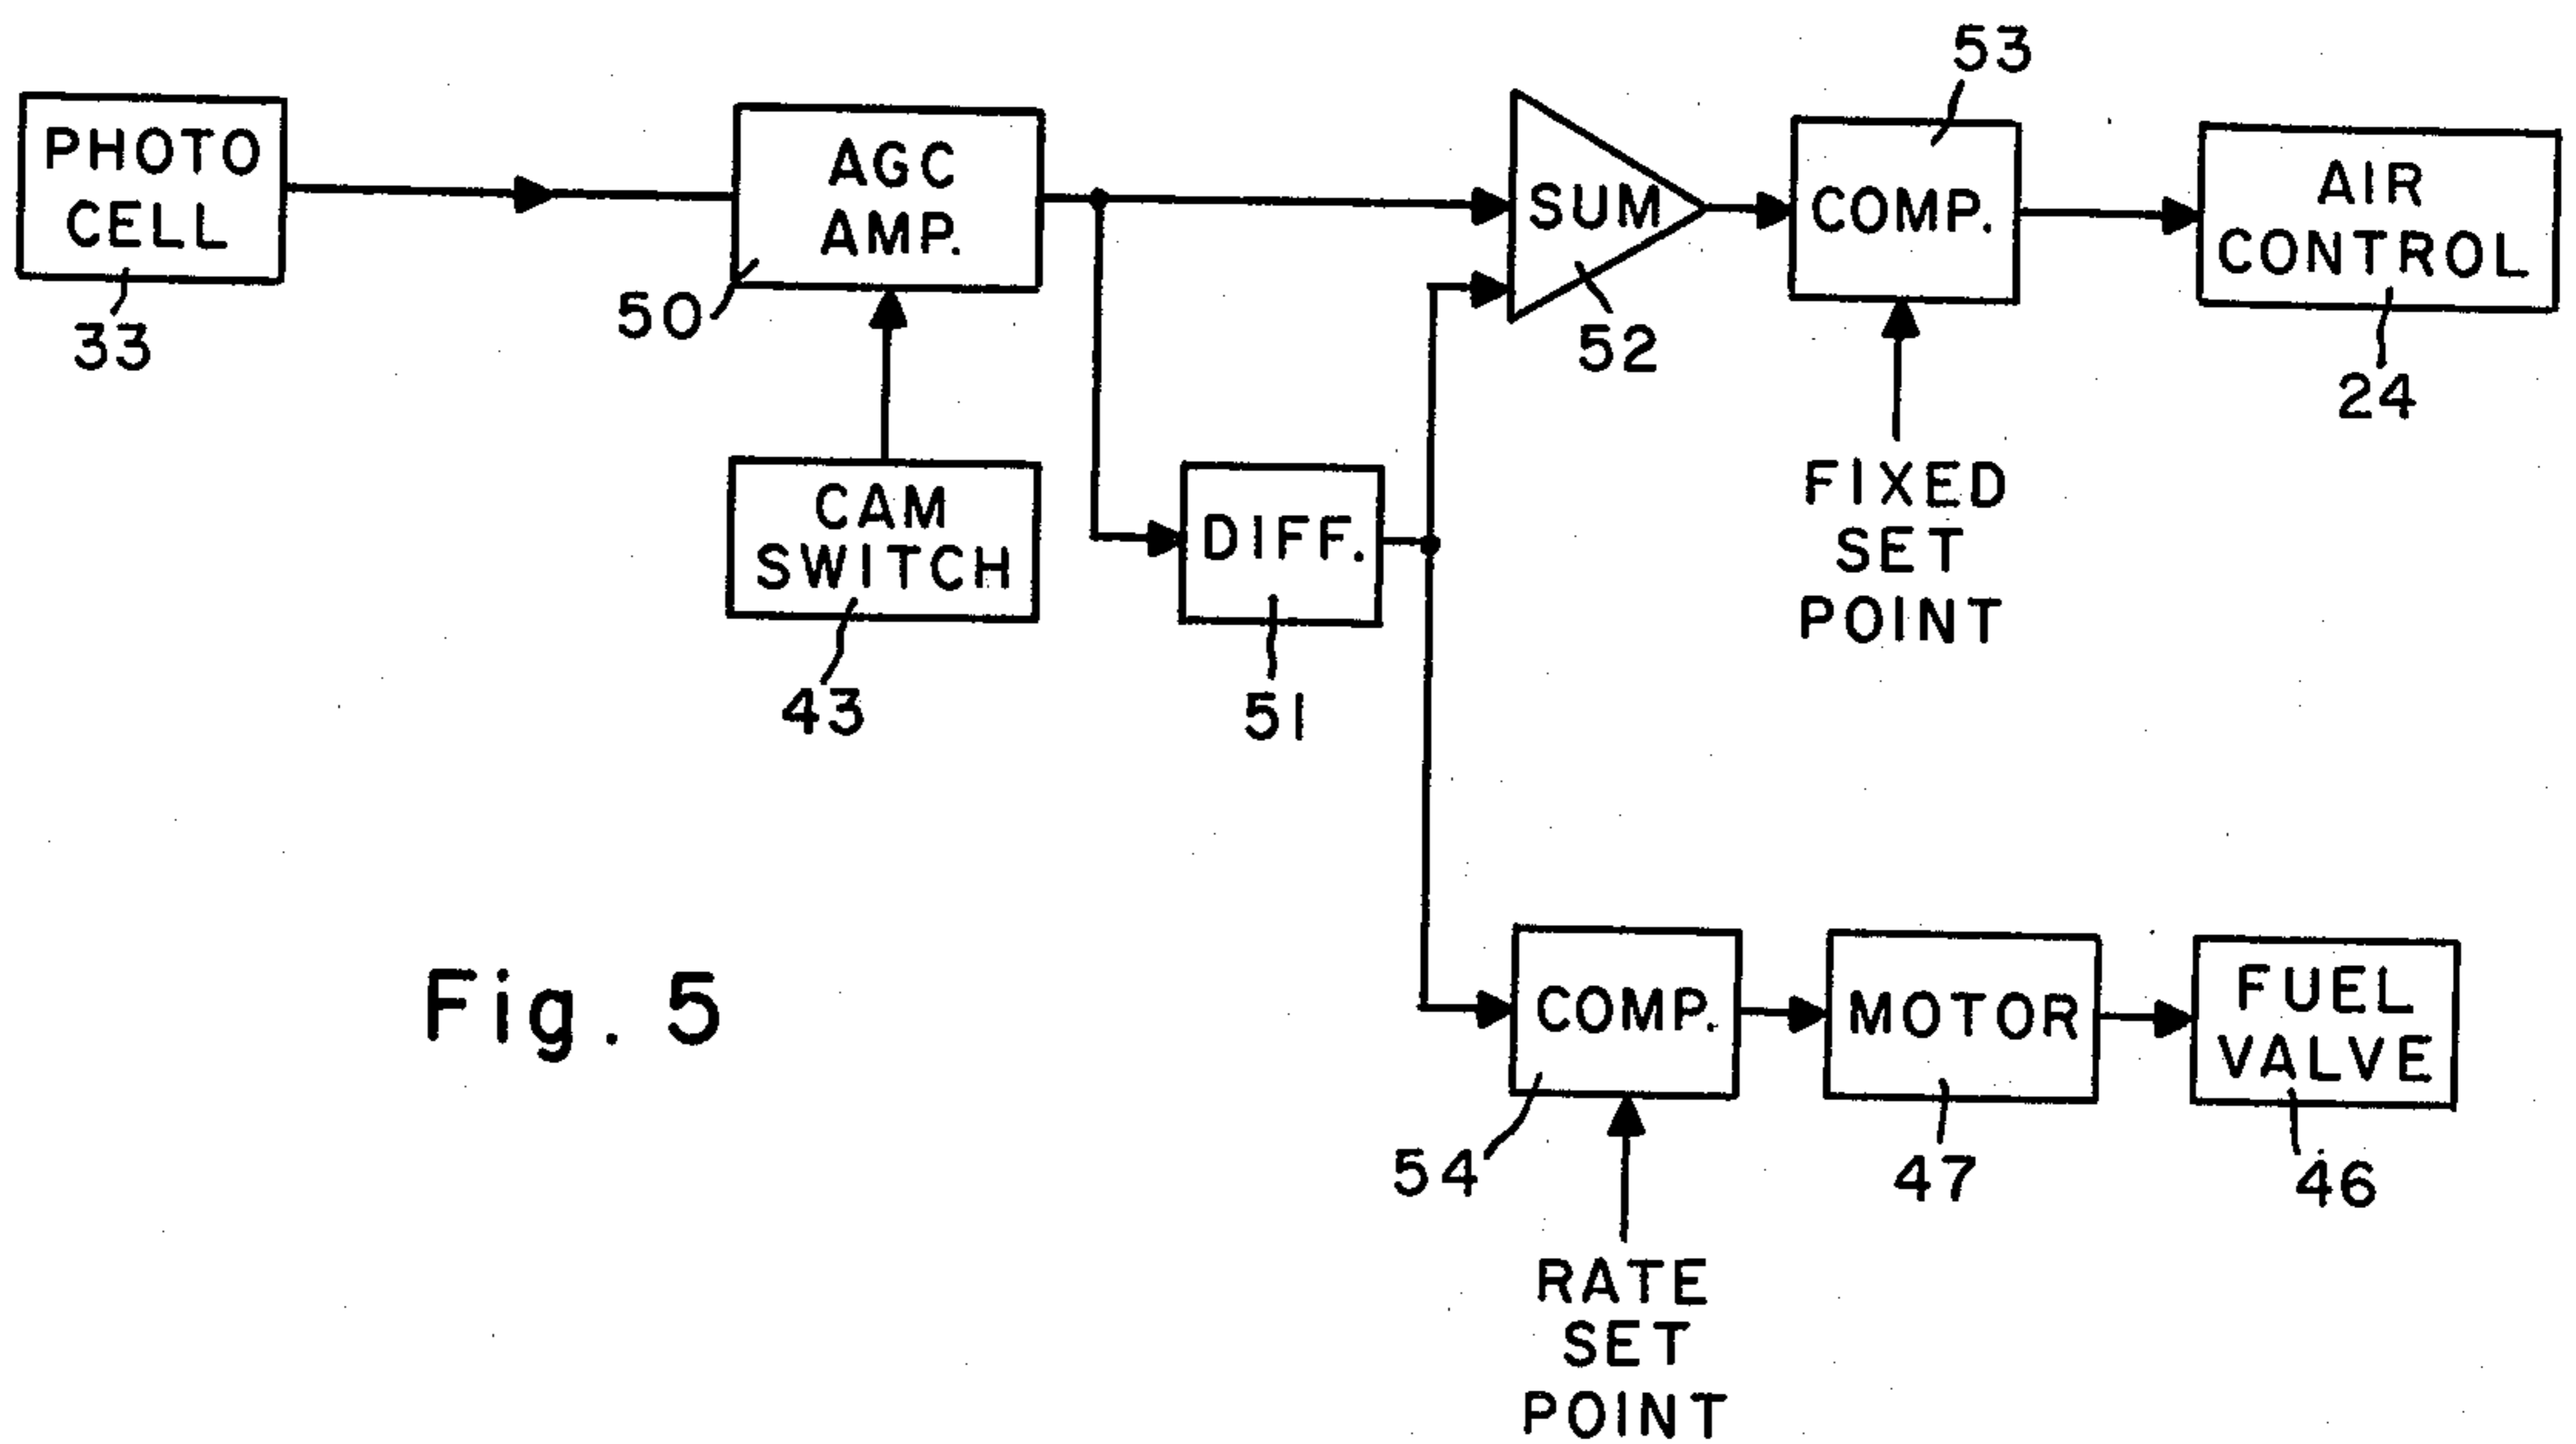 53
PHOTO
CELL
33
AGC
AMP.
50
SUM
52
COMP.
AIR
CONTROL
24
CAM
SWITCH
43
DIFF.
51
FIXED
SET
POINT
Fig. 5
COMP.
54
MOTOR
47
FUEL
VALVE
46
RATE
SET
POINT